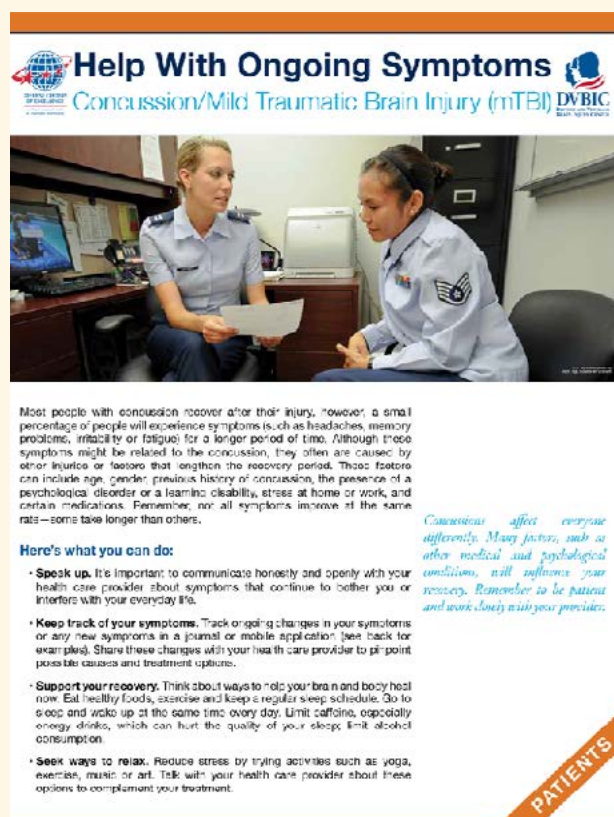 Help With Ongoing Symptoms
Concussion/Mild Traumatic Brain Injury (mTBI)
DVBIC
Most people with concussion recover after their injury, however, a small
percentage of people will experience symptoms (such as headaches, memory
problems, irritability or fatigue) for a longer period of time. Although these
symptoms might be related to the concussion, they often are caused by
other injuries or factors that lengthen the recovery period. These factors
can include age, gender, previous history of concussion, the presence of a
psychological disorder or a learning disability, stress at home or work, and
certain medications. Remember, not all symptoms improve at the same
rate—some take longer than others.
Here's what you can do:
• Speak up. It's important to communicate honestly and openly with your
health care provider about symptoms that continue to bother you or
interfere with your everyday life.
• Keep track of your symptoms. Track ongoing changes in your symptoms
or any new symptoms in a journal or mobile application (see back for
examples). Share these changes with your health care provider to pinpoint
possible causes and treatment options.
• Support your recovery. Think about ways to help your brain and body heal
now. Eat healthy foods, exercise and keep a regular sleep schedule. Go to
sleep and wake up at the same time every day. Limit caffeine, especially
energy drinks, which can hurt the quality of your sleep; limit alcohol
consumption.
• Seek ways to relax. Reduce stress by trying activities such as yoga,
exercise, music or art. Talk with your health care provider about these
options to complement your treatment.
Concussions affect everyone
differently. Many factors, such as
other medical and psychological
conditions, will influence your
recovery. Remember to be patient
and work closely with your provider.
PATIENTS